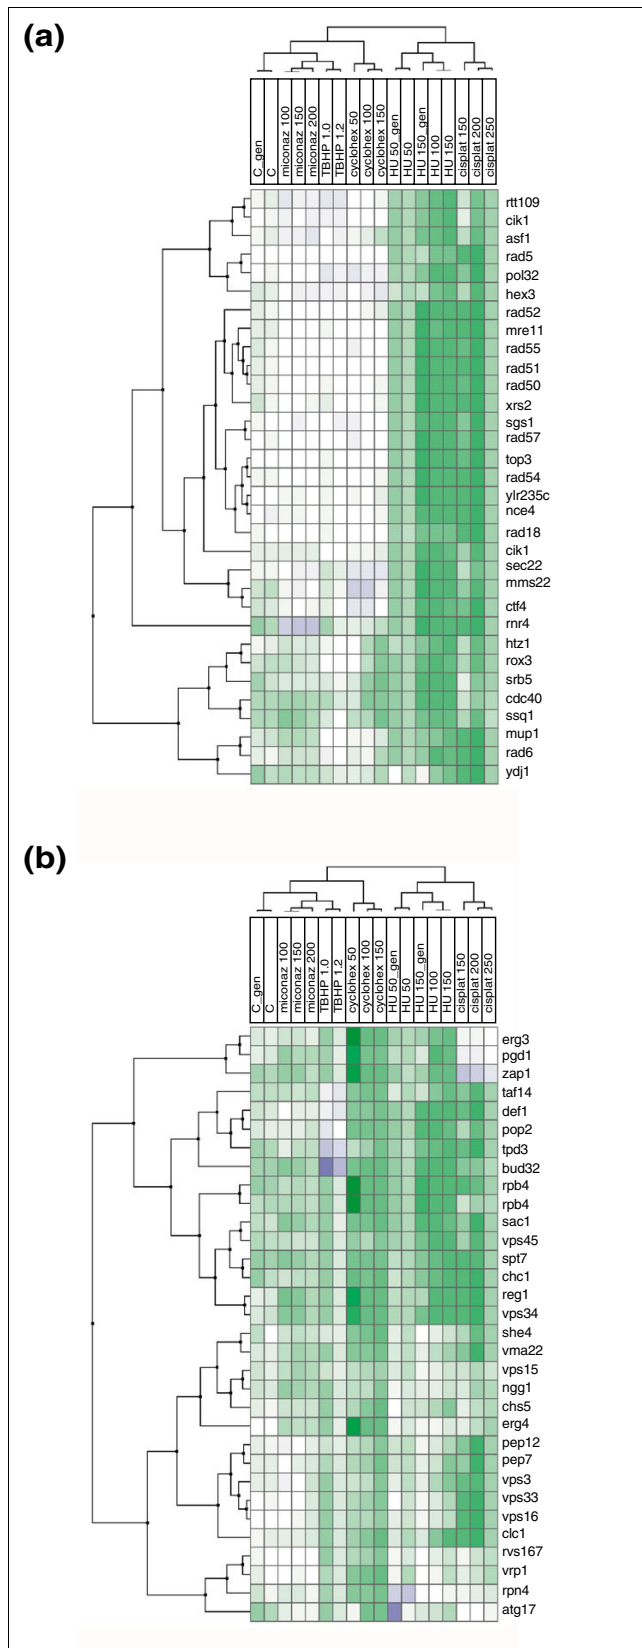 (a)
C_gen
C
miconaz 100
miconaz 150
miconaz 200
TBHP 1.0
TBHP 1.2
cyclohex 50
cyclohex 100
cyclohex 150
HU 50_gen
HU 50
HU 150_gen
HU 100
HU 150
cisplat 150
cisplat 200
cisplat 250
rtt109
cik1
asf1
rad5
pol32
hex3
rad52
mre11
rad55
rad51
rad50
xrs2
sgs1
rad57
top3
rad54
ylr235c
nce4
rad18
cik1
sec22
mms22
ctf4
rnr4
htz1
rox3
srb5
cdc40
ssq1
mup1
rad6
ydj1
(b)
C_gen
C
miconaz 100
miconaz 150
miconaz 200
TBHP 1.0
TBHP 1.2
cyclohex 50
cyclohex 100
cyclohex 150
HU 50_gen
HU 50
HU 150_gen
HU 100
HU 150
cisplat 150
cisplat 200
cisplat 250
erg3
pgd1
zap1
taf14
def1
pop2
tpd3
bud32
rpb4
rpb4
sac1
vps45
spt7
chc1
reg1
vps34
she4
vma22
vps15
ngg1
chs5
erg4
pep12
pep7
vps3
vps33
vps16
clc1
rvs167
vrp1
rpn4
atg17